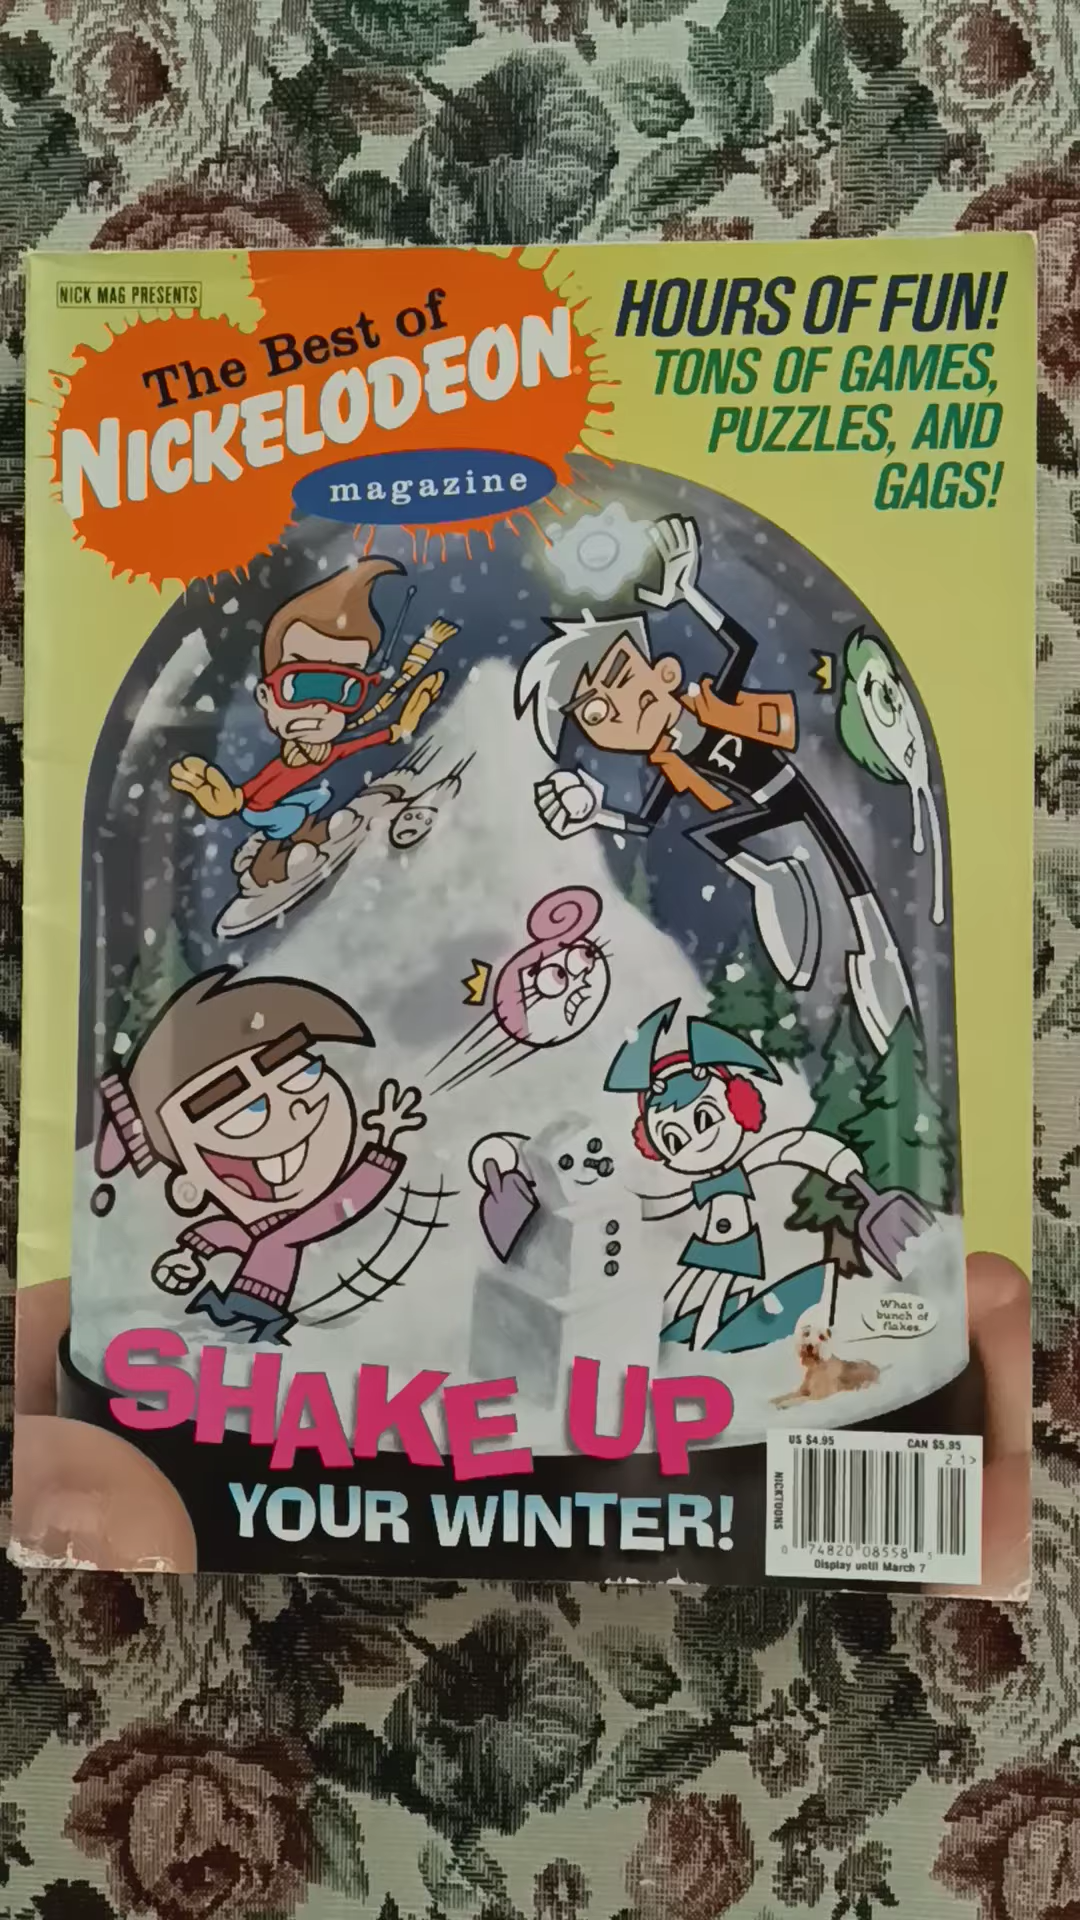 NICK MAG PRESENTS
The Best of
NICKELODEON
magazine
HOURS OF FUN!
TONS OF GAMES,
PUZZLES, AND
GAGS!
D
What a
bunch of
flakes.
SHAKE UP
YOUR WINTER!
US $4.95 CAN $5.95
21>
NICKTOONS
0 74820 08558 5
Display until March 7